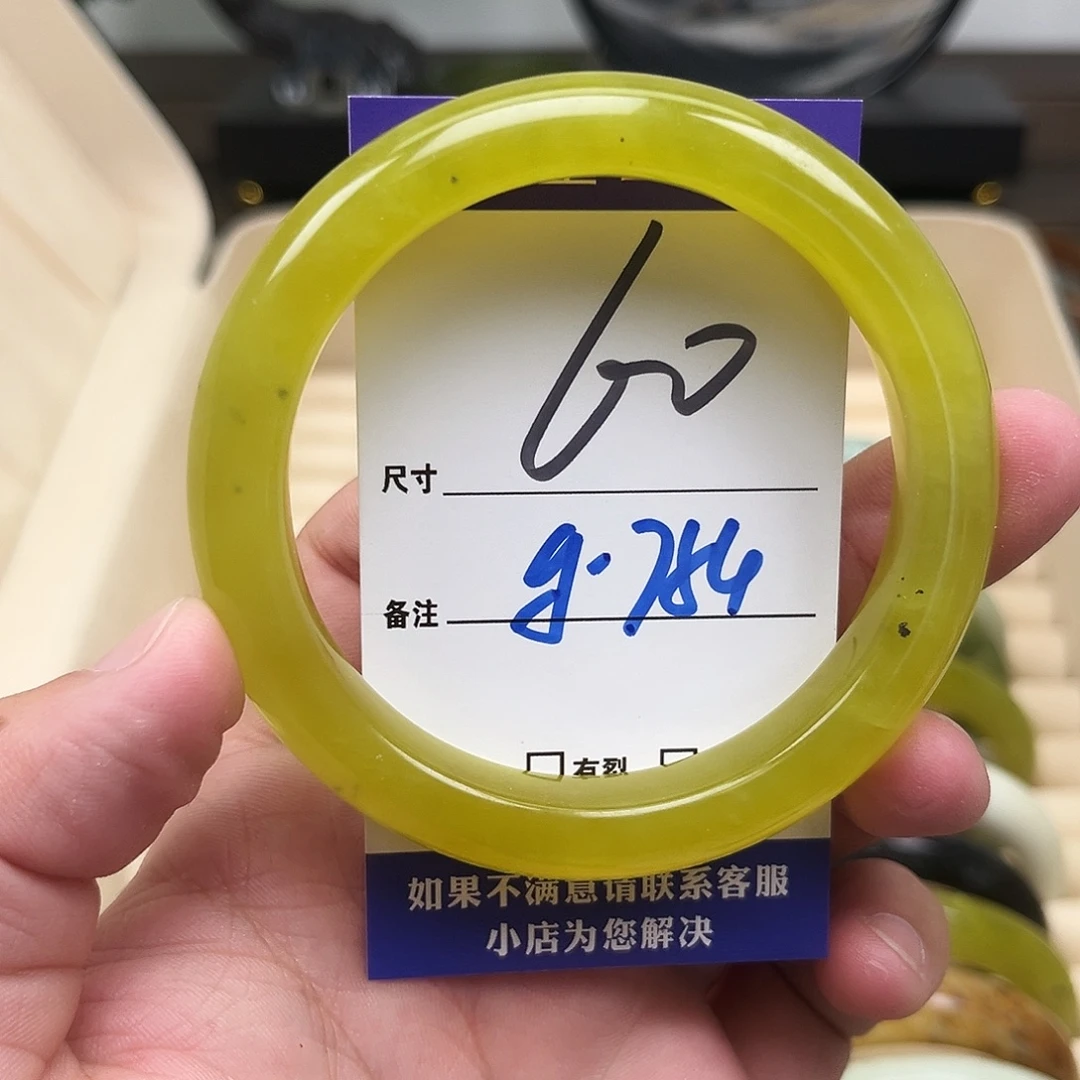 60
尺寸
g.784
备注
□有裂 □
如果不满意请联系客服
小店为您解决